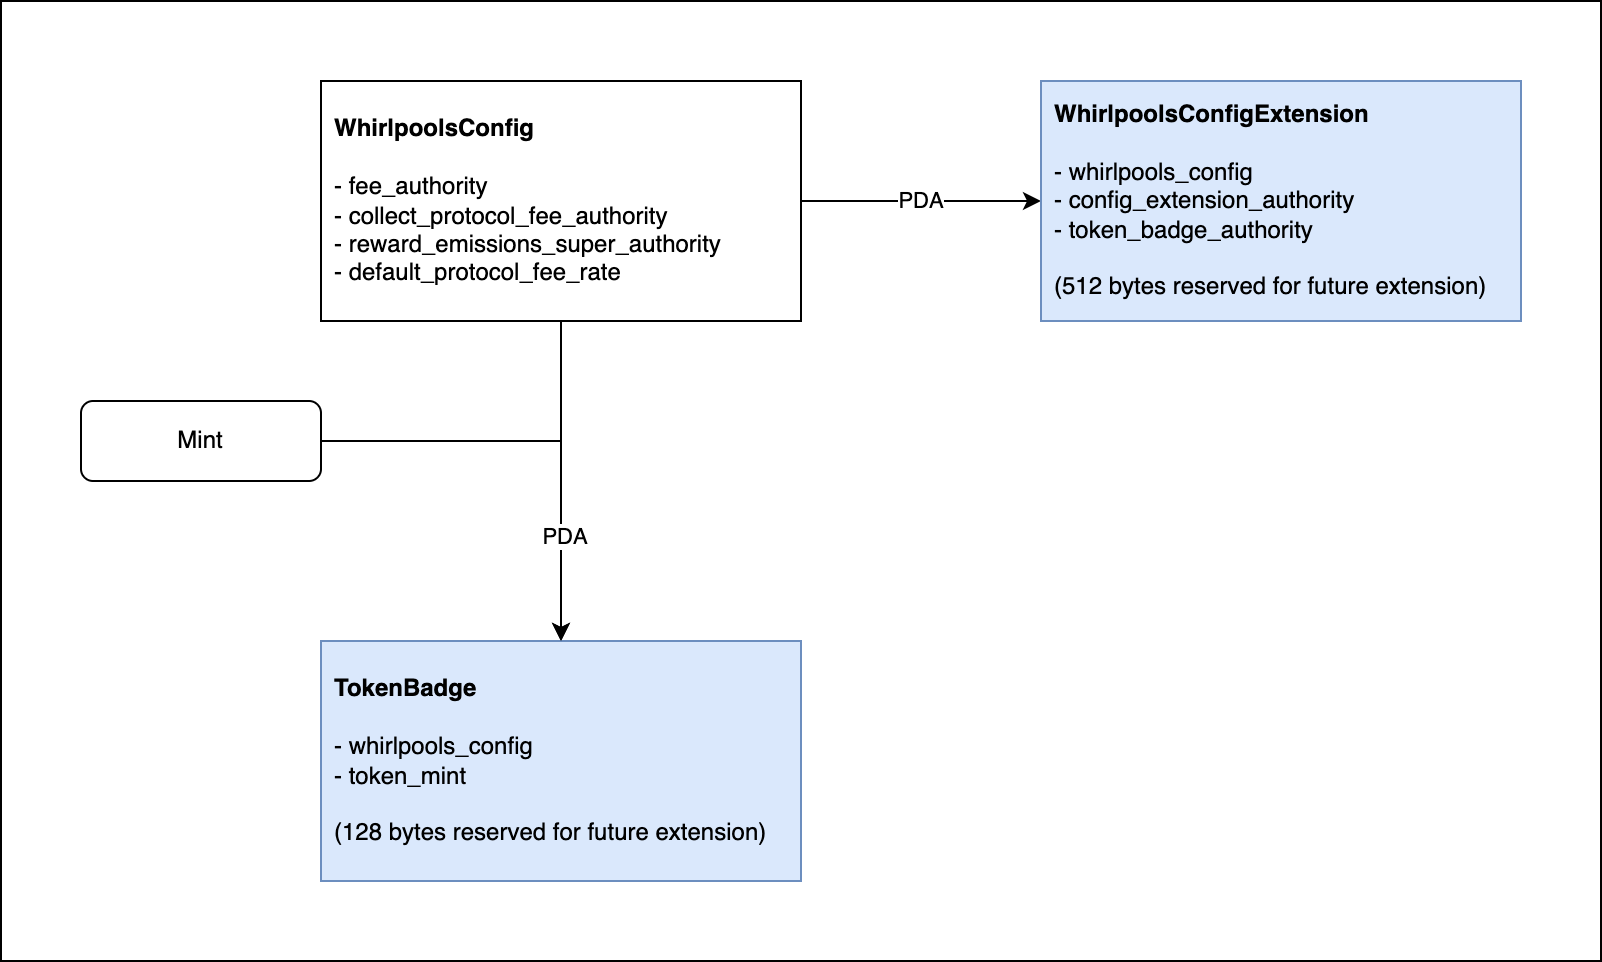 WhirlpoolsConfig
- fee_authority
- collect_protocol_fee_authority
- reward_emissions_super_authority
- default_protocol_fee_rate
PDA
WhirlpoolsConfigExtension
- whirlpools_config
- config_extension_authority
- token_badge_authority
(512 bytes reserved for future extension)
Mint
PDA
TokenBadge
- whirlpools_config
- token_mint
(128 bytes reserved for future extension)